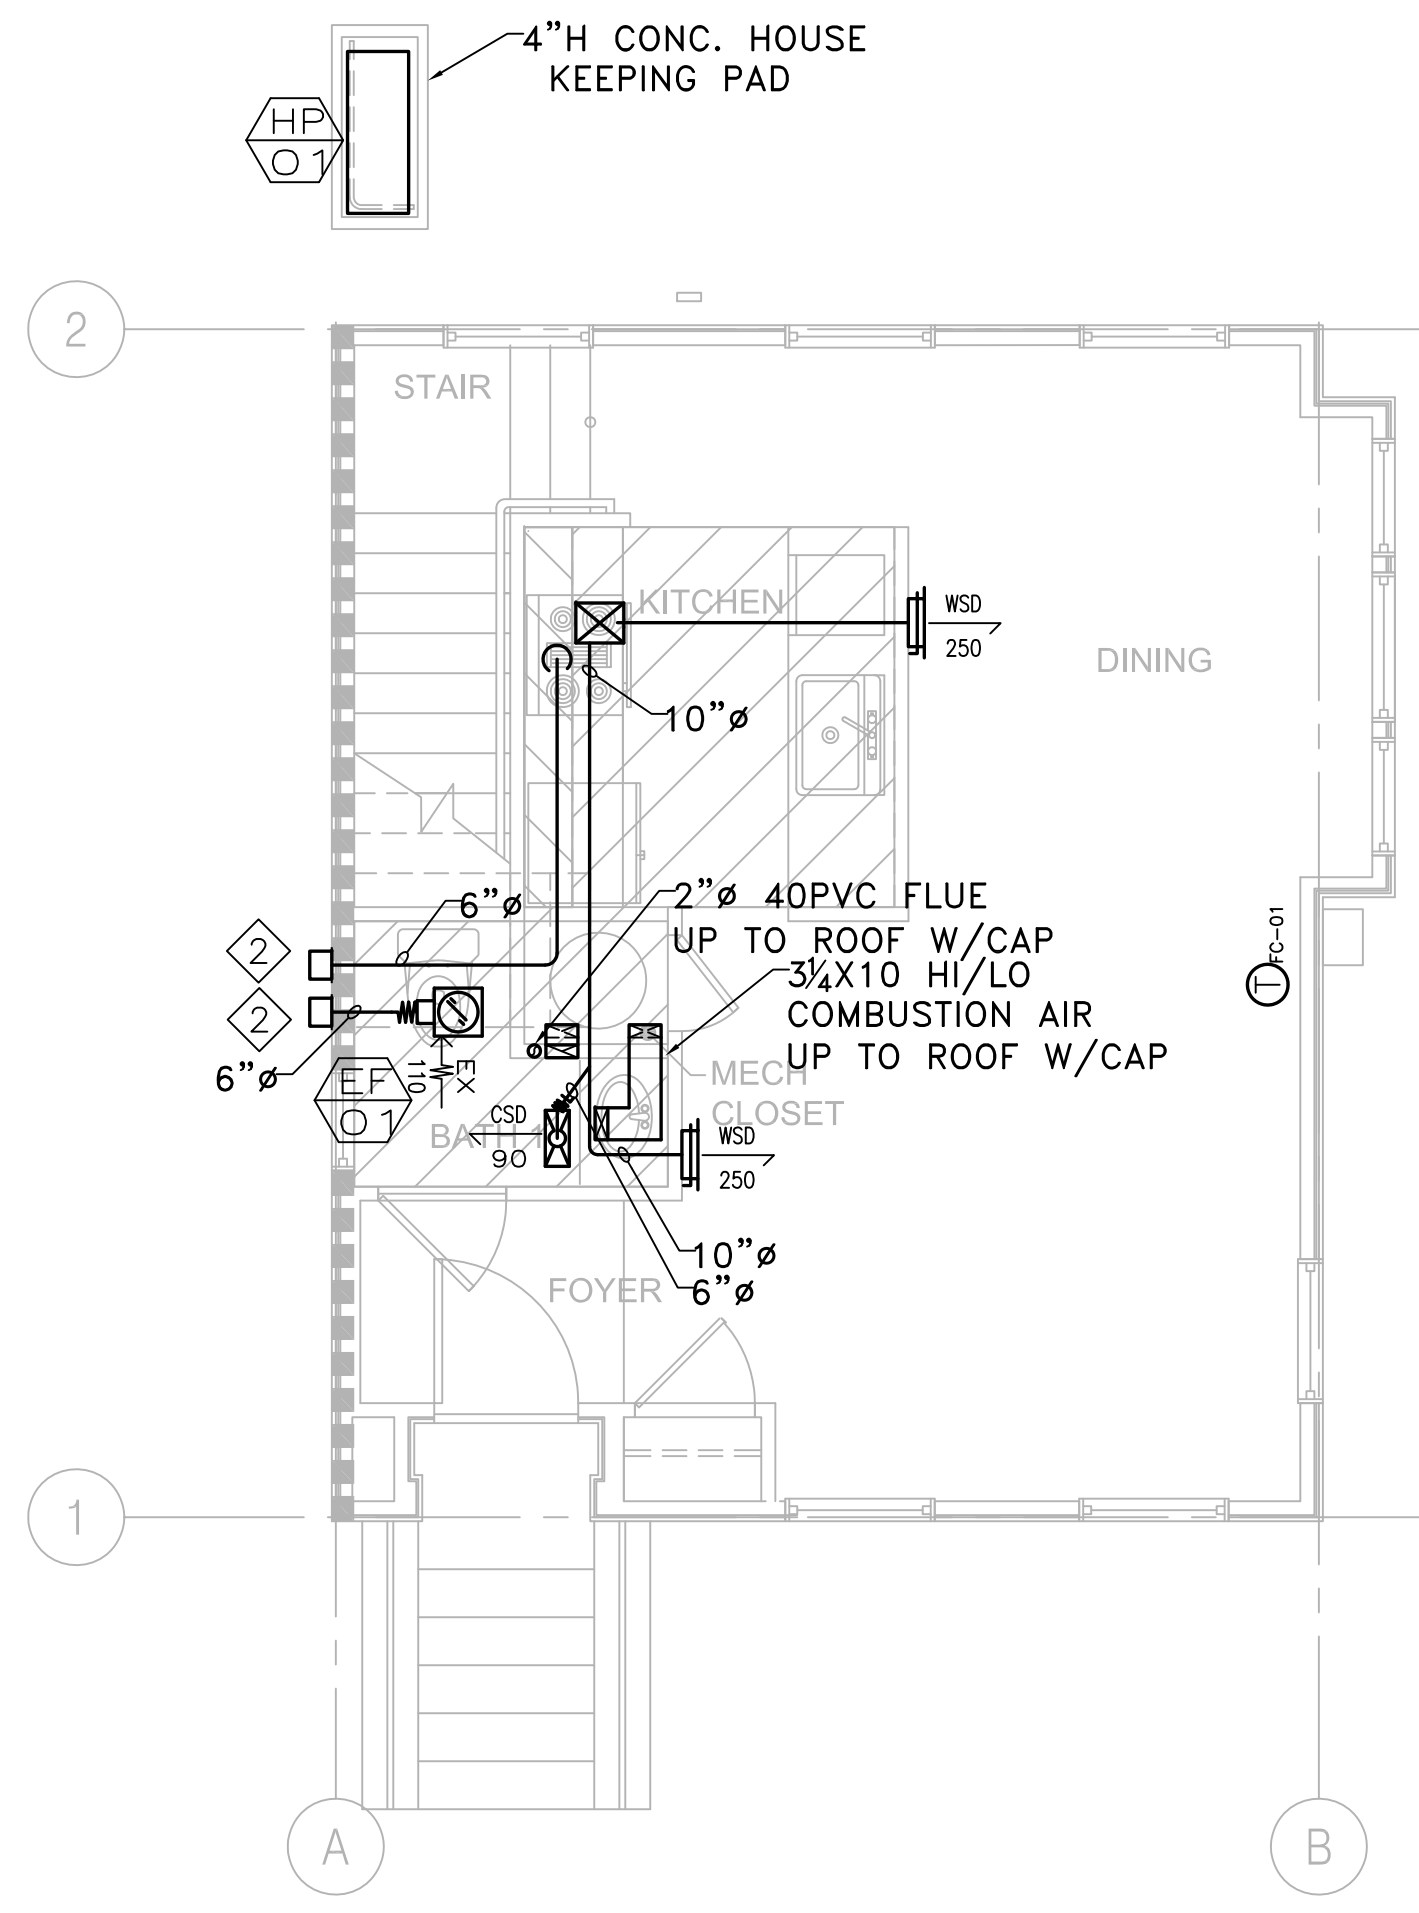 4”H CONC. HOUSE
KEEPING PAD
HP
01
2
STAIR
KITCHEN
WSD
250
DINING
10”ø
6”ø
2”ø 40PVC FLUE
UP TO ROOF W/CAP
3¼X10 HI/LO
COMBUSTION AIR
UP TO ROOF W/CAP
FC-01
T
2
2
6”ø
EF
01
EX
110
MECH
CLOSET
CSD
90
BATH 1
WSD
250
10”ø
6”ø
FOYER
1
A
B